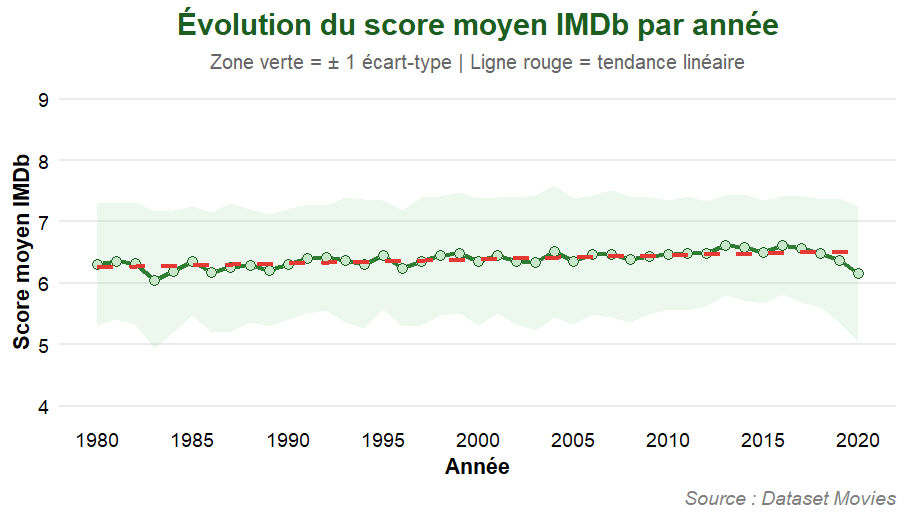 Évolution du score moyen IMDb par année
Zone verte = ± 1 écart-type | Ligne rouge = tendance linéaire
Score moyen IMDb
9
8
7
6
5
4
1980 1985 1990 1995 2000 2005 2010 2015 2020
Année
Source : Dataset Movies